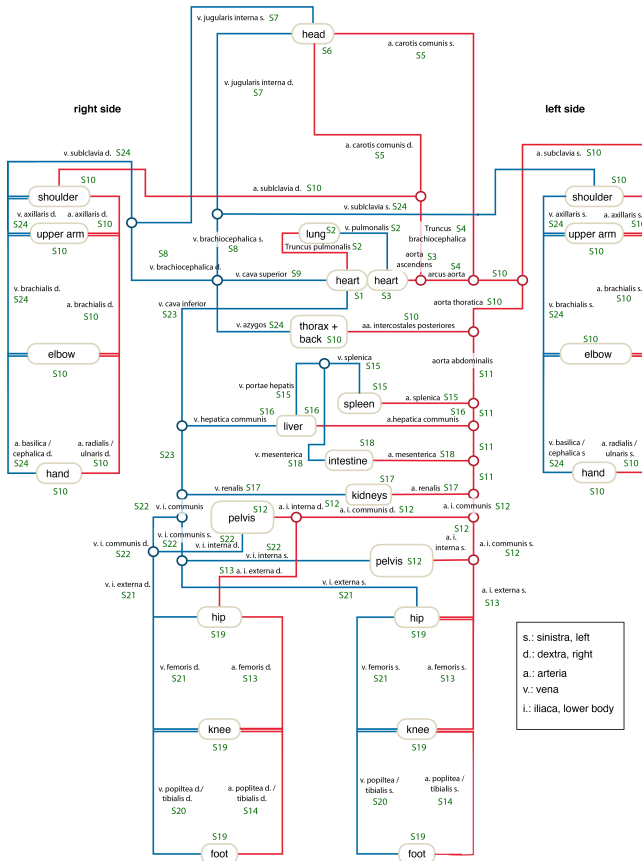 v. jugularis interna s. S7
head
S6
a. carotis comunis s.
S5
v. jugularis interna d.
S7
right side
left side
a. carotis comunis d.
S5
v. sublclavia d. S24
a. subclavia s. S10
S10
shoulder
a. sublclavia d. S10
v. sublclavia s. S24
S10
shoulder
v. axillaris d. a. axillaris d.
S24 S10
upper arm
S10
v. axillaris s. a. axillaris s.
S24 S10
upper arm
S10
lung S2
v. pulmonalis S2
Truncus pulmonalis S2
Truncus S4
brachiocephalica
v. brachiocephalica s.
S8
S8
v. brachiocephalica d.
aorta S3
ascendens
S4
arcus aorta
S10
v. cava superior S9
heart
S1
heart
S3
v. brachialis d.
S24
a. brachialis d.
S10
v. cava inferior
S23
aorta thoratica S10
v. brachialis s.
S24
a. brachialis s.
S10
v. azygos S24
thorax +
back S10
S10
aa. intercostales posteriores
elbow
S10
elbow
S10
v. splenica
S15
aorta abdominalis
S11
v. portae hepatis
S15
S15
spleen
a. splenica S15
S16
v. hepatica communis
S16
liver
S16
a.hepatica communis
S11
a. basilica /
cephalica d.
S24
a. radialis /
ulnaris d.
S10
hand
S10
v. mesenterica
S18
S18
intestine
a. mesenterica S18
S11
v. basilica /
cephalica s
S24
a. radialis /
ulnaris s.
S10
hand
S10
S23
v. renalis S17
S17
kidneys
a. renalis S17
S11
S22
v. i. communis
S12
pelvis
a. i. interna d.
S12
a. i. communis d. S12
a. i. communis S12
S12
v. i. communis d.
S22
v. i. communis s.
S22
v. i. interna d.
S22
S22
v. i. interna s.
pelvis S12
a. i.
interna s.
a. i. communis s.
S12
v. i. externa d.
S21
S13 a. i. externa d.
v. i. externa s.
S21
a. i. externa s.
S13
hip
S19
hip
S19
s.: sinistra, left
d.: dextra, right
a.: arteria
v.: vena
i.: iliaca, lower body
v. femoris d.
S21
a. femoris d.
S13
v. femoris s.
S21
a. femoris s.
S13
knee
S19
knee
S19
v. popiltea d./
tibialis d.
S20
a. poplitea d./
tibialis d.
S14
v. popiltea /
tibialis s.
S20
a. poplitea /
tibialis s.
S14
S19
foot
S19
foot